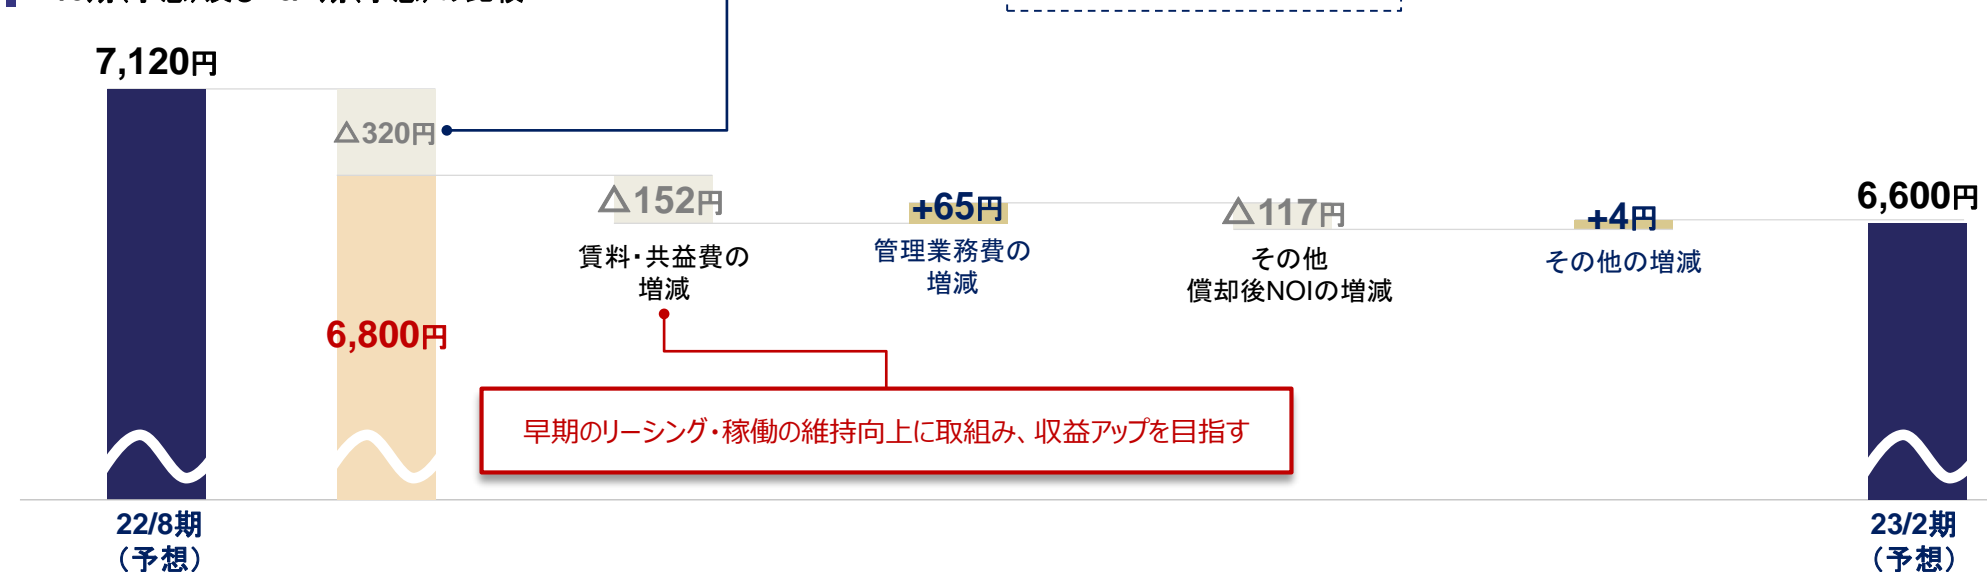 7,120円
△320円
△152円
+65円
△117円
+4円
6,600円
賃料・共益費の
増減
管理業務費の
増減
その他
償却後NOIの増減
その他の増減
6,800円
早期のリーシング・稼働の維持向上に取組み、収益アップを目指す
22/8期
（予想）
23/2期
（予想）